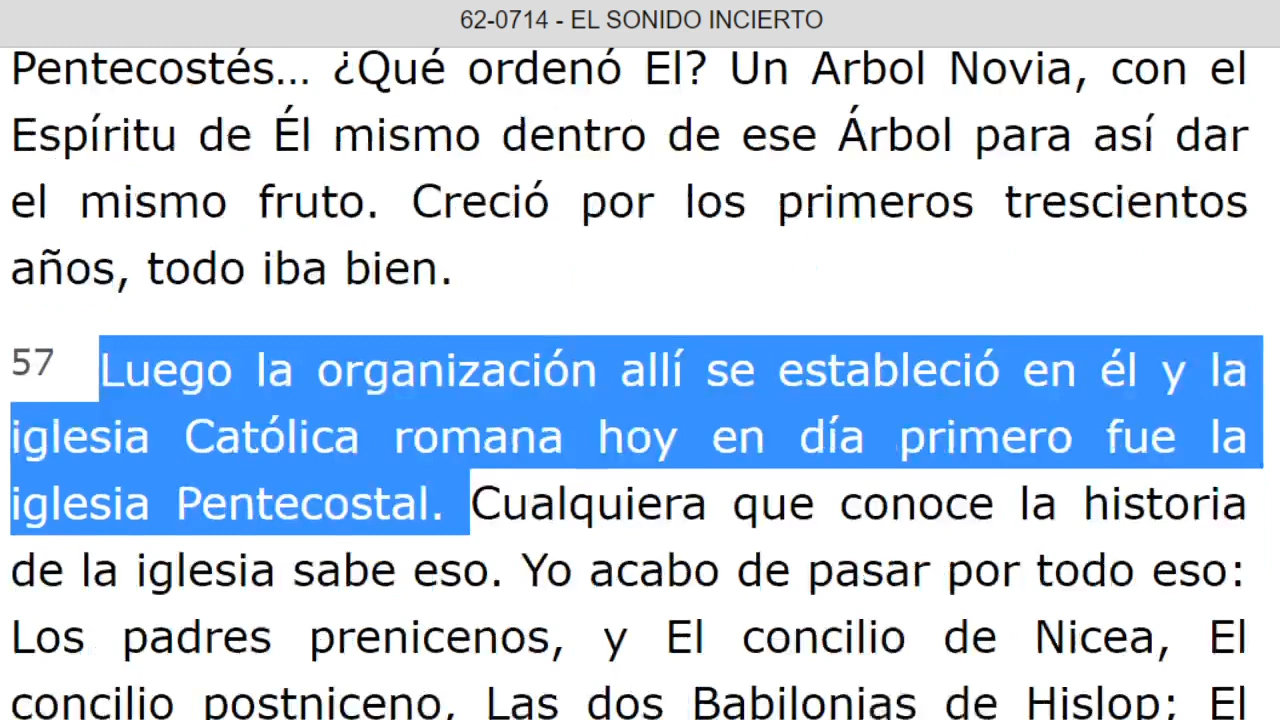 62-0714 - EL SONIDO INCIERTO
Pentecostés... ¿Qué ordenó El? Un Árbol Novia, con el
Espíritu de Él mismo dentro de ese Árbol para así dar
el mismo fruto. Creció por los primeros trescientos
años, todo iba bien.
57 Luego la organización allí se estableció en él y la
iglesia Católica romana hoy en día primero fue la
iglesia Pentecostal. Cualquiera que conoce la historia
de la iglesia sabe eso. Yo acabo de pasar por todo eso:
Los padres prenicenos, y El concilio de Nicea, El
concilio postniceno, Las dos Babilonias de Hislop; El